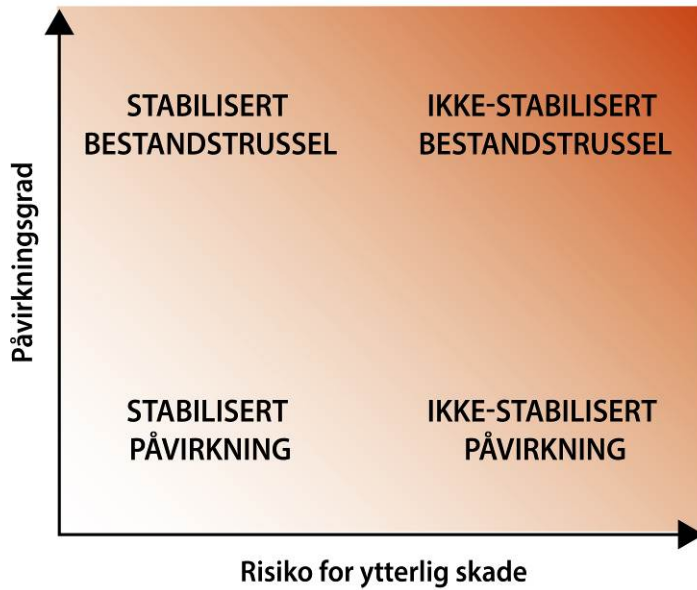 STABILISERT
BESTANDSTRUSSEL
IKKE-STABILISERT
BESTANDSTRUSSEL
Påvirkningsgrad
STABILISERT
PÅVIRKNING
IKKE-STABILISERT
PÅVIRKNING
Risiko for ytterlig skade